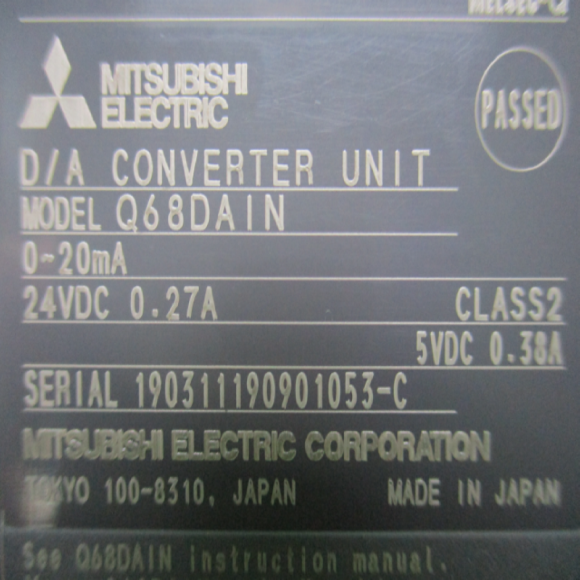 MELSEC-Q
MITSUBISHI
ELECTRIC
PASSED
D/A CONVERTER UNIT
MODEL Q68DAIN
0~20mA
24VDC 0.27A CLASS2
5VDC 0.38A
SERIAL 190311190901053-C
MITSUBISHI ELECTRIC CORPORATION
TOKYO 100-8310, JAPAN MADE IN JAPAN
See Q68DAIN instruction manual.